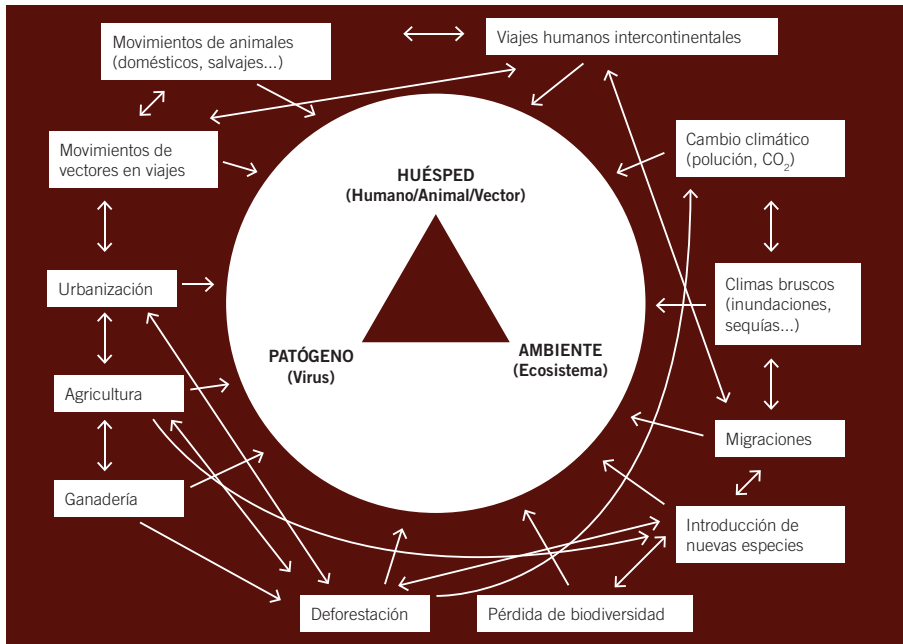 Movimientos de animales
(domésticos, salvajes...)
Viajes humanos intercontinentales
Movimientos de
vectores en viajes
Cambio climático
(polución, CO₂)
HUÉSPED
(Humano/Animal/Vector)
Urbanización
Climas bruscos
(inundaciones,
sequías...)
PATÓGENO
(Virus)
AMBIENTE
(Ecosistema)
Agricultura
Migraciones
Ganadería
Introducción de
nuevas especies
Deforestación
Pérdida de biodiversidad